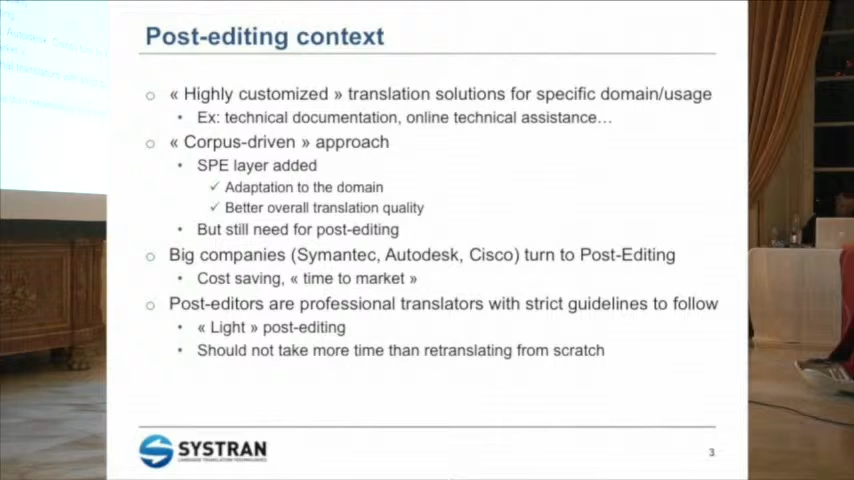 Post-editing context
« Highly customized » translation solutions for specific domain/usage
Ex: technical documentation, online technical assistance…
« Corpus-driven » approach
SPE layer added
✓ Adaptation to the domain
✓ Better overall translation quality
But still need for post-editing
Big companies (Symantec, Autodesk, Cisco) turn to Post-Editing
Cost saving, « time to market »
Post-editors are professional translators with strict guidelines to follow
« Light » post-editing
Should not take more time than retranslating from scratch
SYSTRAN
LANGUAGE TRANSLATION TECHNOLOGIES
3